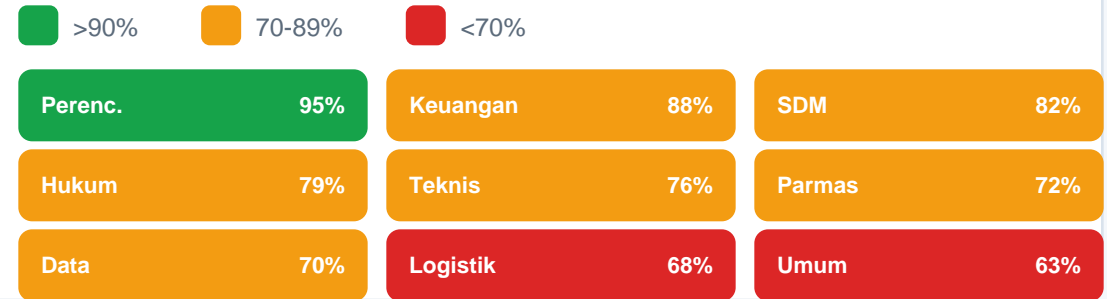 >90% 70-89% <70%
Perenc. 95% Keuangan 88% SDM 82%
Hukum 79% Teknis 76% Parmas 72%
Data 70% Logistik 68% Umum 63%